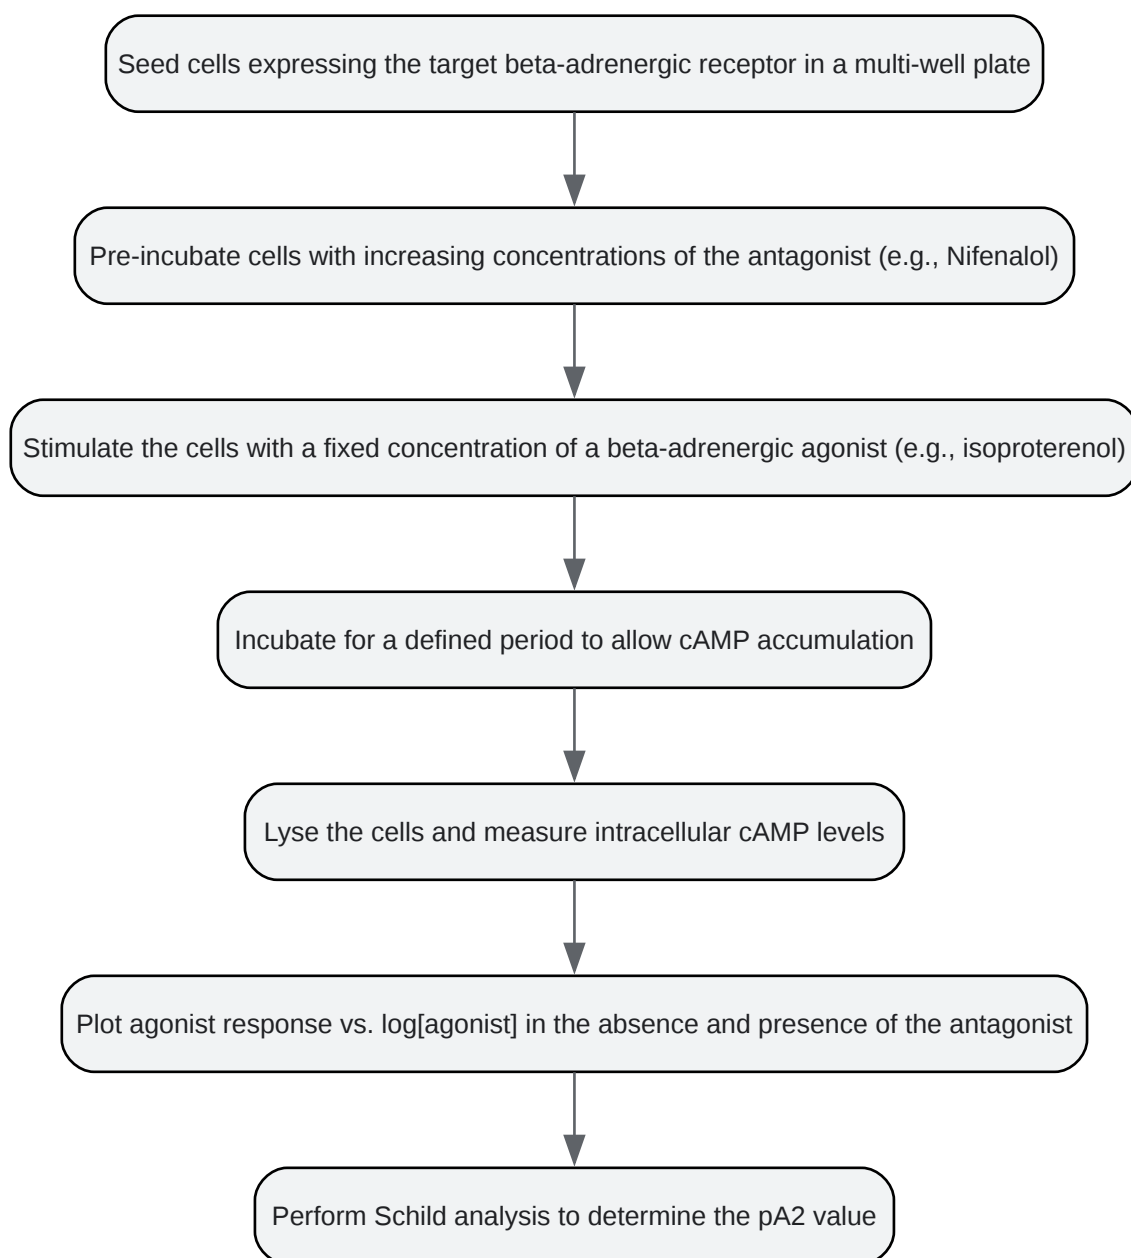 Seed cells expressing the target beta-adrenergic receptor in a multi-well plate
Pre-incubate cells with increasing concentrations of the antagonist (e.g., Nifenalol)
Stimulate the cells with a fixed concentration of a beta-adrenergic agonist (e.g., isoproterenol)
Incubate for a defined period to allow cAMP accumulation
Lyse the cells and measure intracellular cAMP levels
Plot agonist response vs. log[agonist] in the absence and presence of the antagonist
Perform Schild analysis to determine the pA2 value